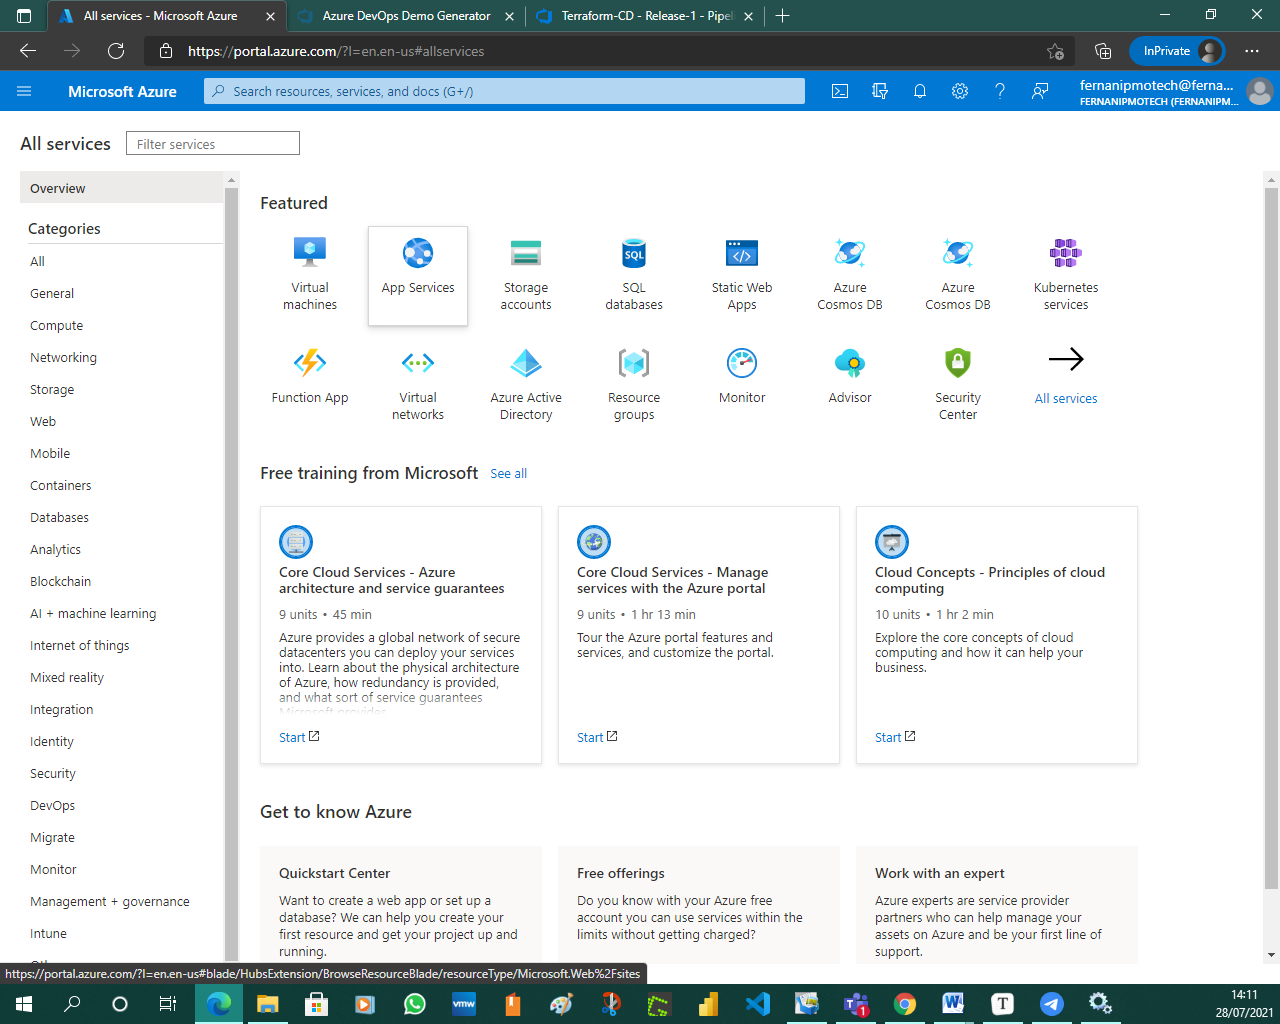 All services - Microsoft Azure
Azure DevOps Demo Generator
Terraform-CD - Release-1 - Pipel
https://portal.azure.com/?l=en.en-us#allservices
InPrivate
Microsoft Azure
Search resources, services, and docs (G+/)
fernanipmotech@ferna...
FERNANIPMOTECH (FERNANIPM...
All services
Filter services
Overview
Categories
All
General
Compute
Networking
Storage
Web
Mobile
Containers
Databases
Analytics
Blockchain
AI + machine learning
Internet of things
Mixed reality
Integration
Identity
Security
DevOps
Migrate
Monitor
Management + governance
Intune
Featured
Virtual machines
App Services
Storage accounts
SQL
SQL databases
Static Web Apps
Azure Cosmos DB
Azure Cosmos DB
Kubernetes services
Function App
Virtual networks
Azure Active Directory
Resource groups
Monitor
Advisor
Security Center
All services
Free training from Microsoft
See all
Core Cloud Services - Azure
architecture and service guarantees
9 units • 45 min
Azure provides a global network of secure
datacenters you can deploy your services
into. Learn about the physical architecture
of Azure, how redundancy is provided,
and what sort of service guarantees
Microsoft provides
Start
Core Cloud Services - Manage
services with the Azure portal
9 units • 1 hr 13 min
Tour the Azure portal features and
services, and customize the portal.
Start
Cloud Concepts - Principles of cloud
computing
10 units • 1 hr 2 min
Explore the core concepts of cloud
computing and how it can help your
business.
Start
Get to know Azure
Quickstart Center
Want to create a web app or set up a
database? We can help you create your
first resource and get your project up and
running.
Free offerings
Do you know with your Azure free
account you can use services within the
limits without getting charged?
Work with an expert
Azure experts are service provider
partners who can help manage your
assets on Azure and be your first line of
support.
https://portal.azure.com/?l=en.en-us#blade/HubsExtension/BrowseResourceBlade/resourceType/Microsoft.Web%2Fsites
vmw
1
W
T
14:11
28/07/2021